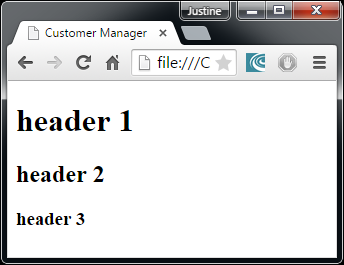 Justine
Customer Manager
file:///C
header 1
header 2
header 3